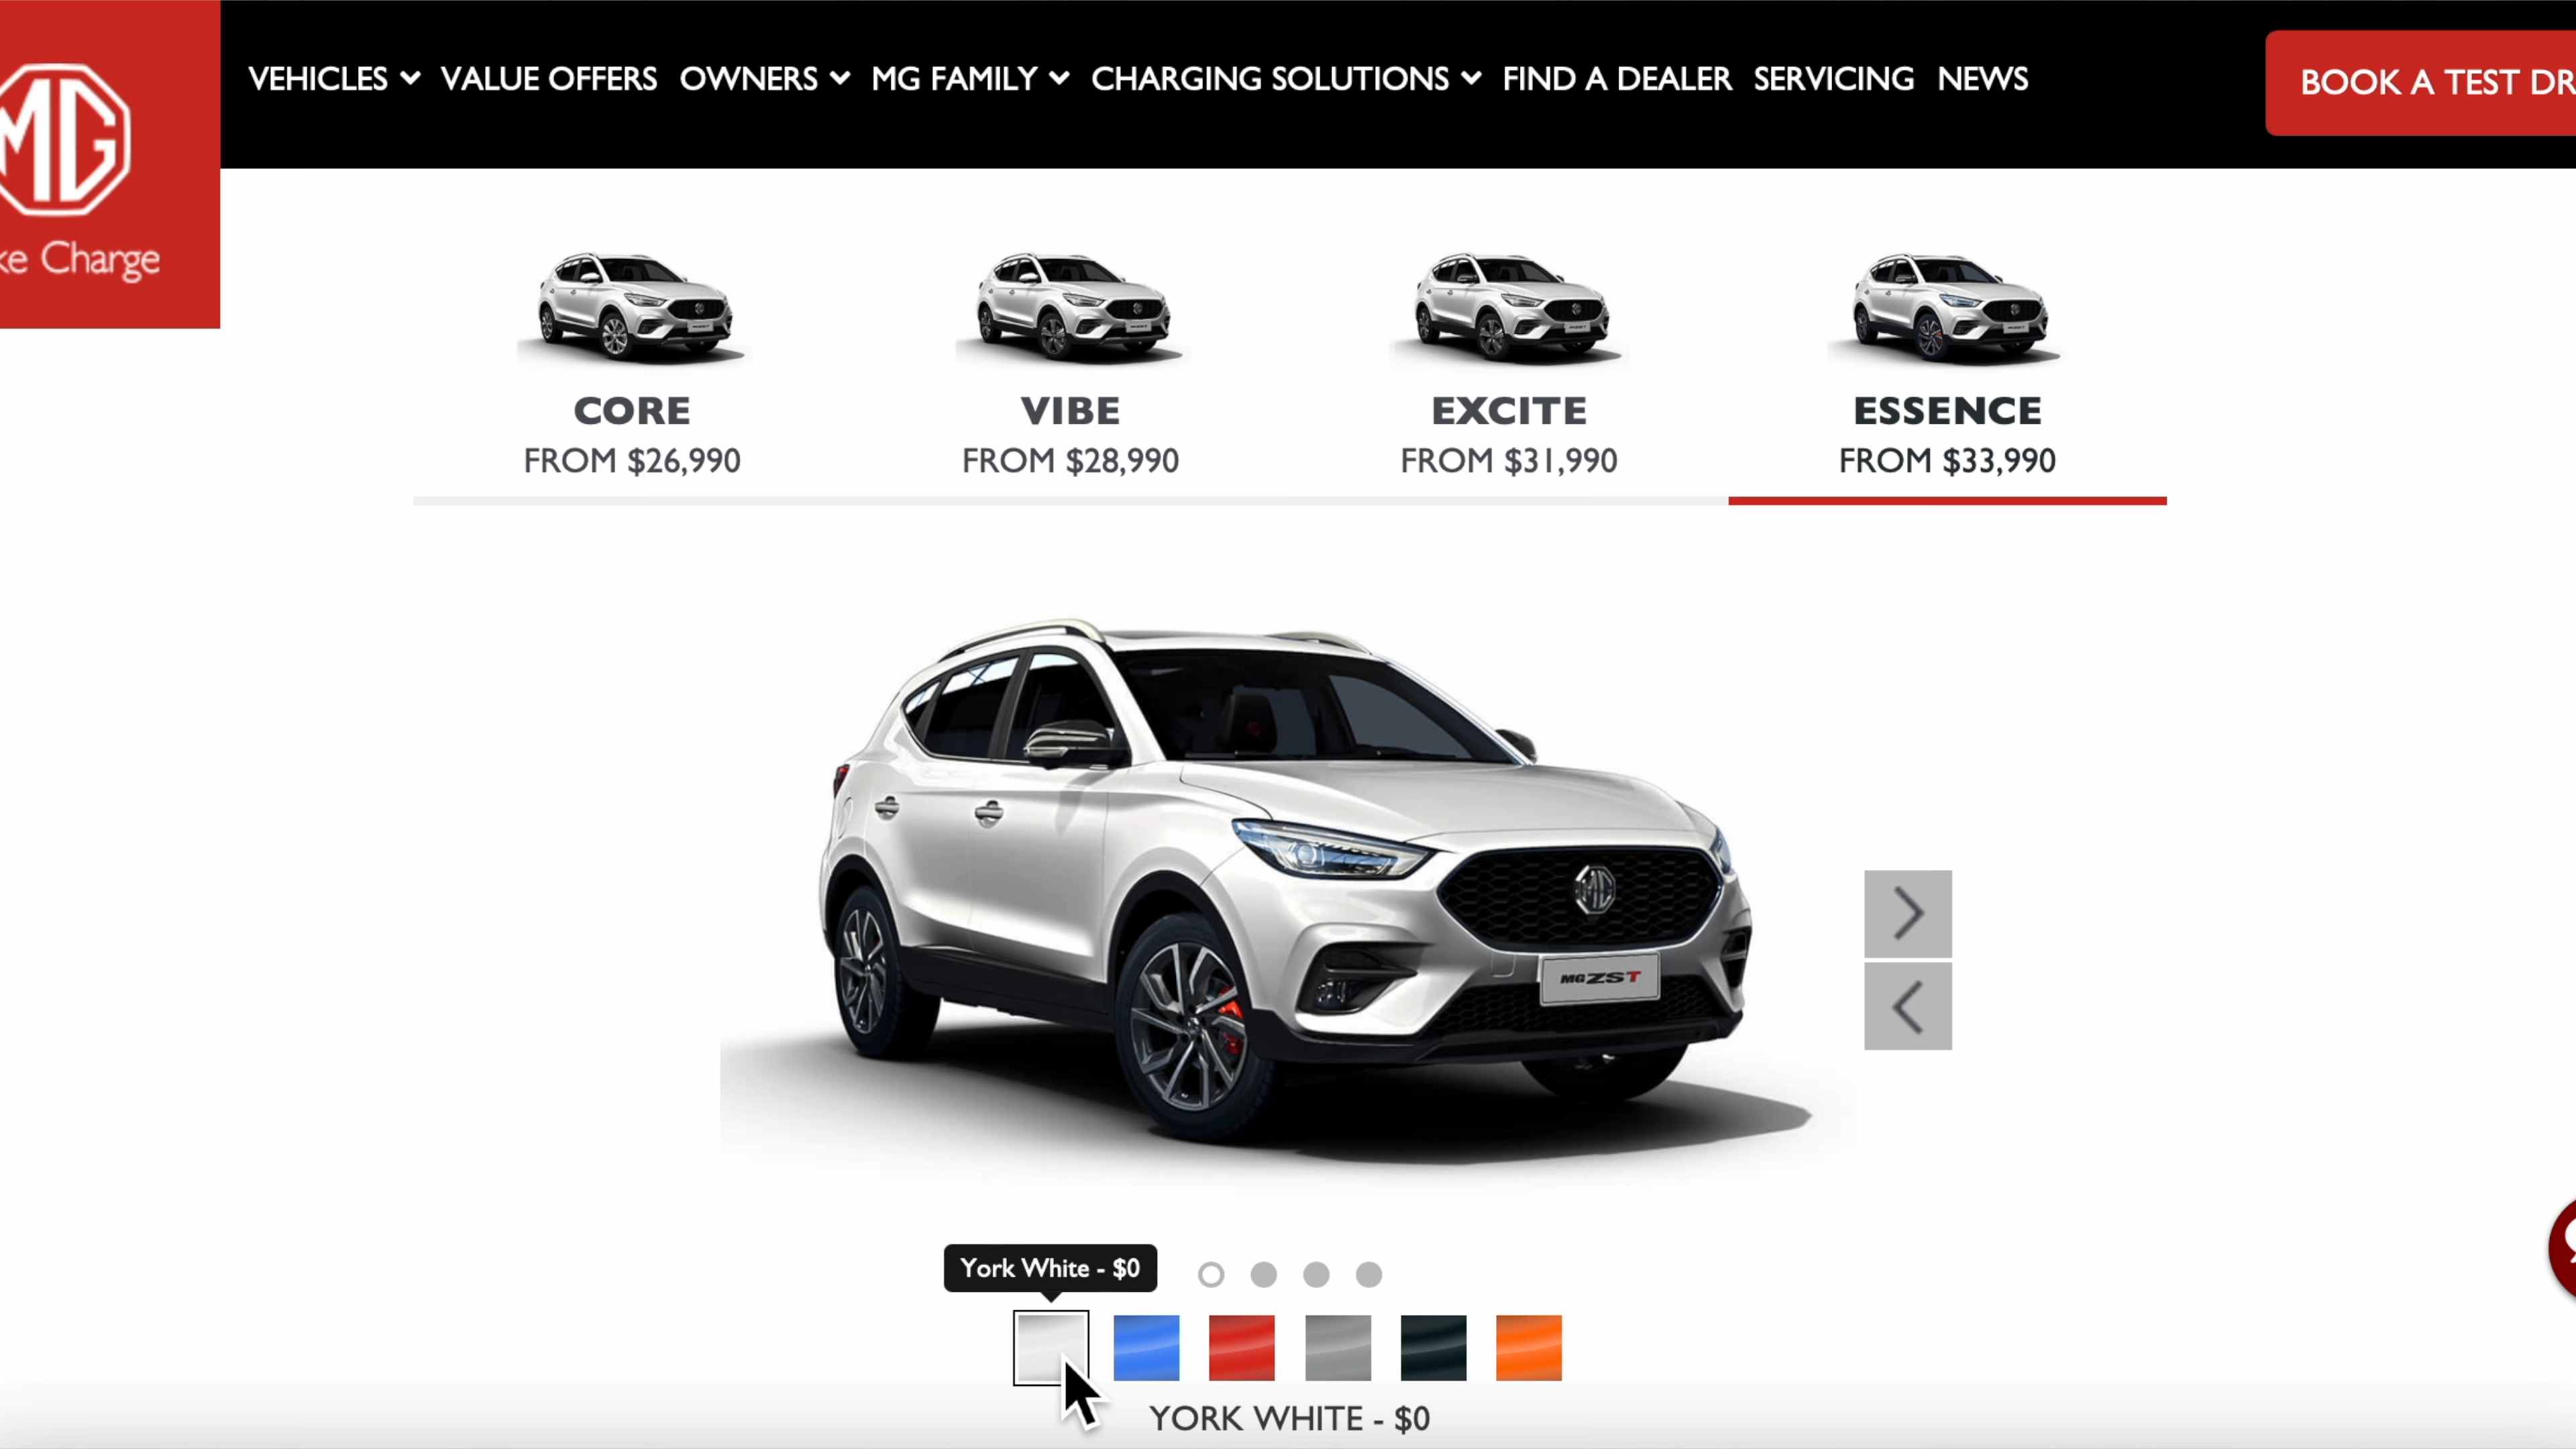 MG
ke Charge
VEHICLES VALUE OFFERS OWNERS MG FAMILY CHARGING SOLUTIONS FIND A DEALER SERVICING NEWS
BOOK A TEST DR
CORE
FROM $26,990
VIBE
FROM $28,990
EXCITE
FROM $31,990
ESSENCE
FROM $33,990
MG
MG ZST
York White - $0
YORK WHITE - $0